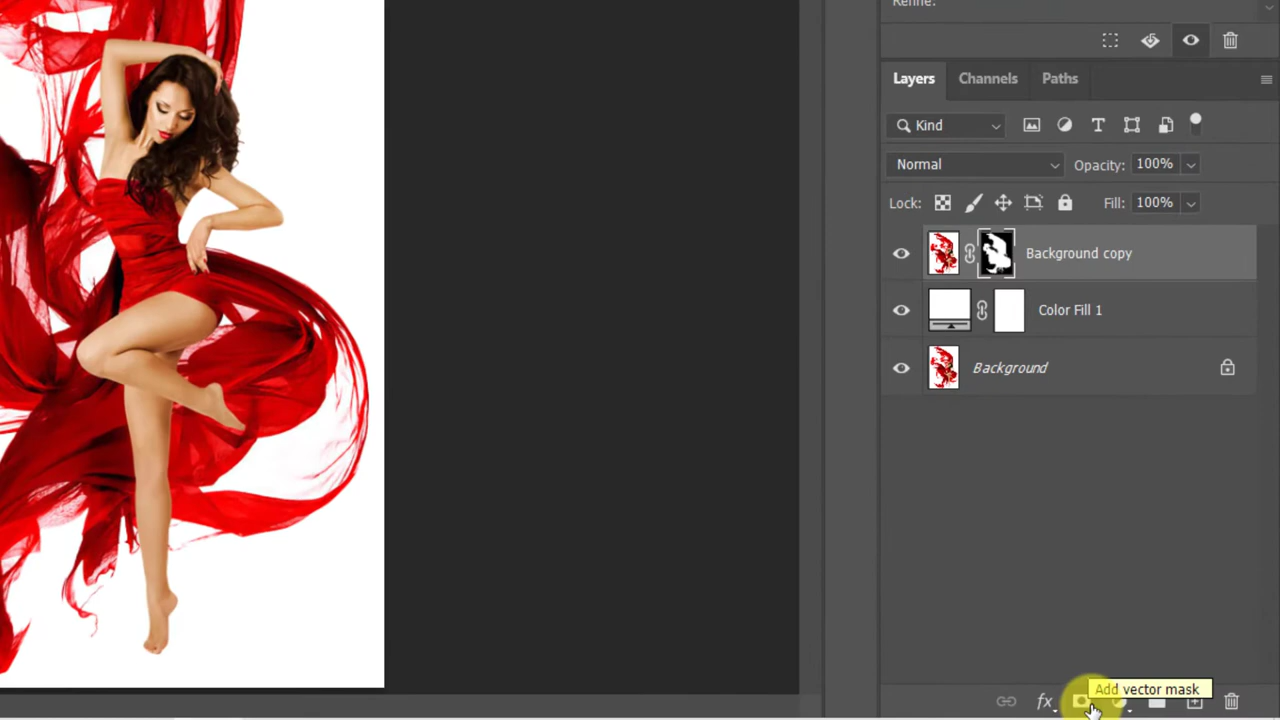 Refine:
Layers Channels Paths
Kind
Normal Opacity: 100%
Lock: Fill: 100%
Background copy
Color Fill 1
Background
Add vector mask
fx